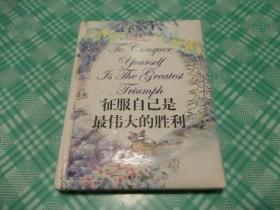 To Conquer
Yourself
Is The Greatest
Triumph
征服自己是
最伟大的胜利